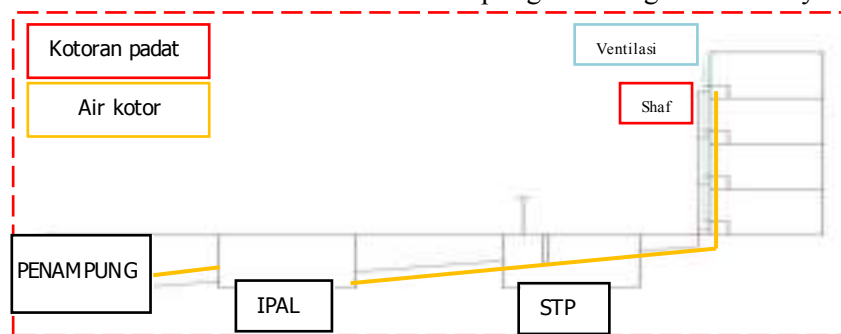 Kotoran padat
Air kotor
Ventilasi
Shaf
PENAMPUNG
IPAL
STP